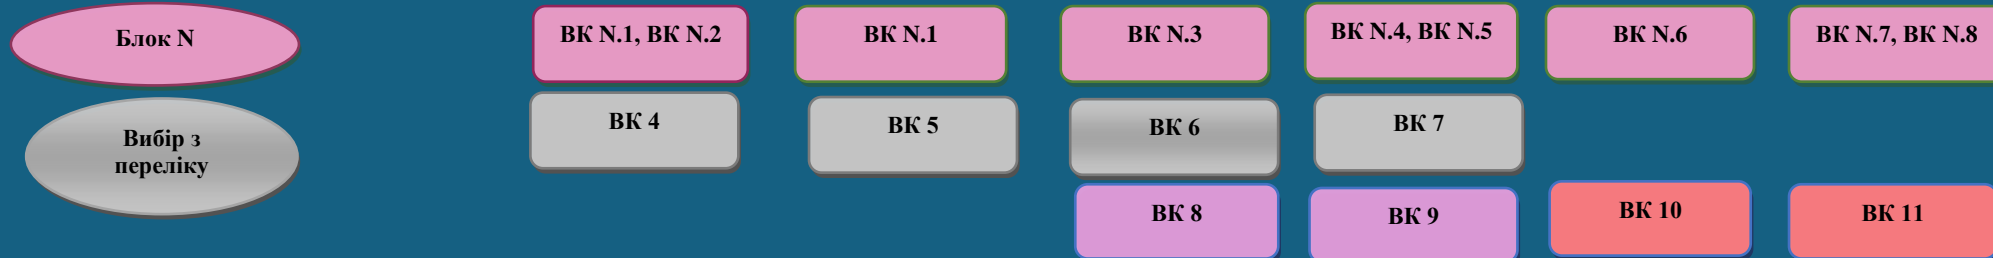 Блок N
ВК N.1, ВК N.2
ВК N.1
ВК N.3
ВК N.4, ВК N.5
ВК N.6
ВК N.7, ВК N.8
Вибір з
переліку
ВК 4
ВК 5
ВК 6
ВК 7
ВК 8
ВК 9
ВК 10
ВК 11